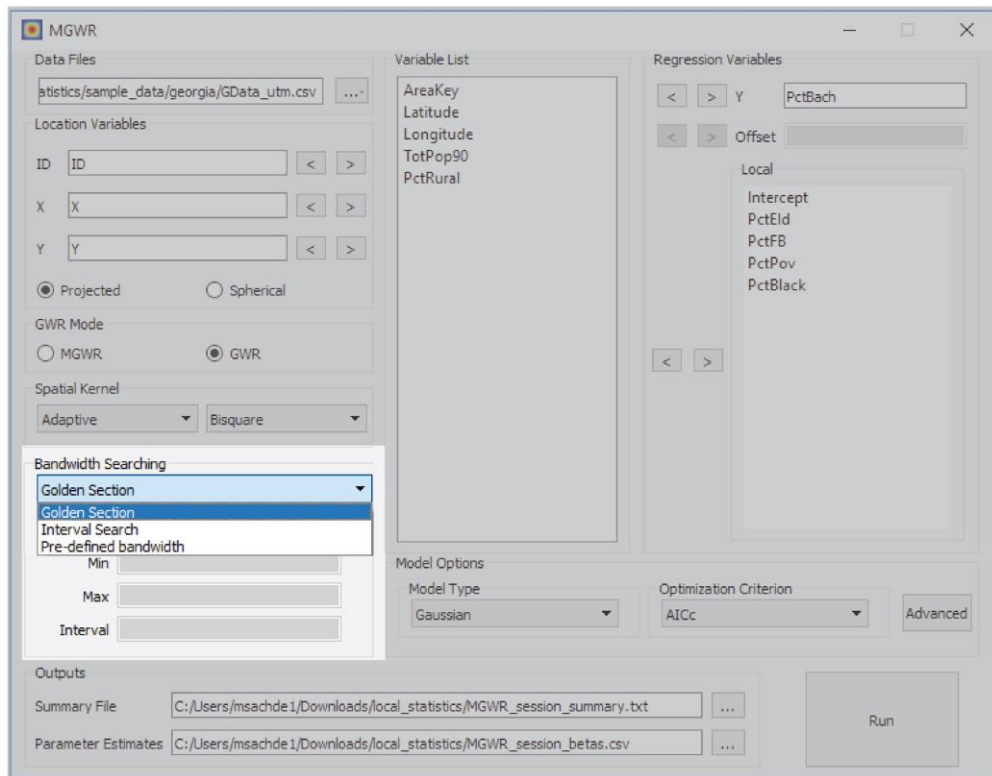 MGWR
Data Files
atistics/sample_data/georgia/GData_utm.csv
...
Location Variables
ID ID < >
X X < >
Y Y < >
Projected Spherical
GWR Mode
MGWR GWR
Spatial Kernel
Adaptive Bisquare
Bandwidth Searching
Golden Section
Golden Section
Interval Search
Pre-defined bandwidth
Min
Max
Interval
Variable List
AreaKey
Latitude
Longitude
TotPop90
PctRural
Regression Variables
< > Y PctBach
< > Offset
Local
Intercept
PctEld
PctFB
PctPov
PctBlack
< >
Model Options
Model Type
Gaussian
Optimization Criterion
AICc
Advanced
Outputs
Summary File C:/Users/msachde1/Downloads/local_statistics/MGWR_session_summary.txt ...
Parameter Estimates C:/Users/msachde1/Downloads/local_statistics/MGWR_session_betas.csv ...
Run